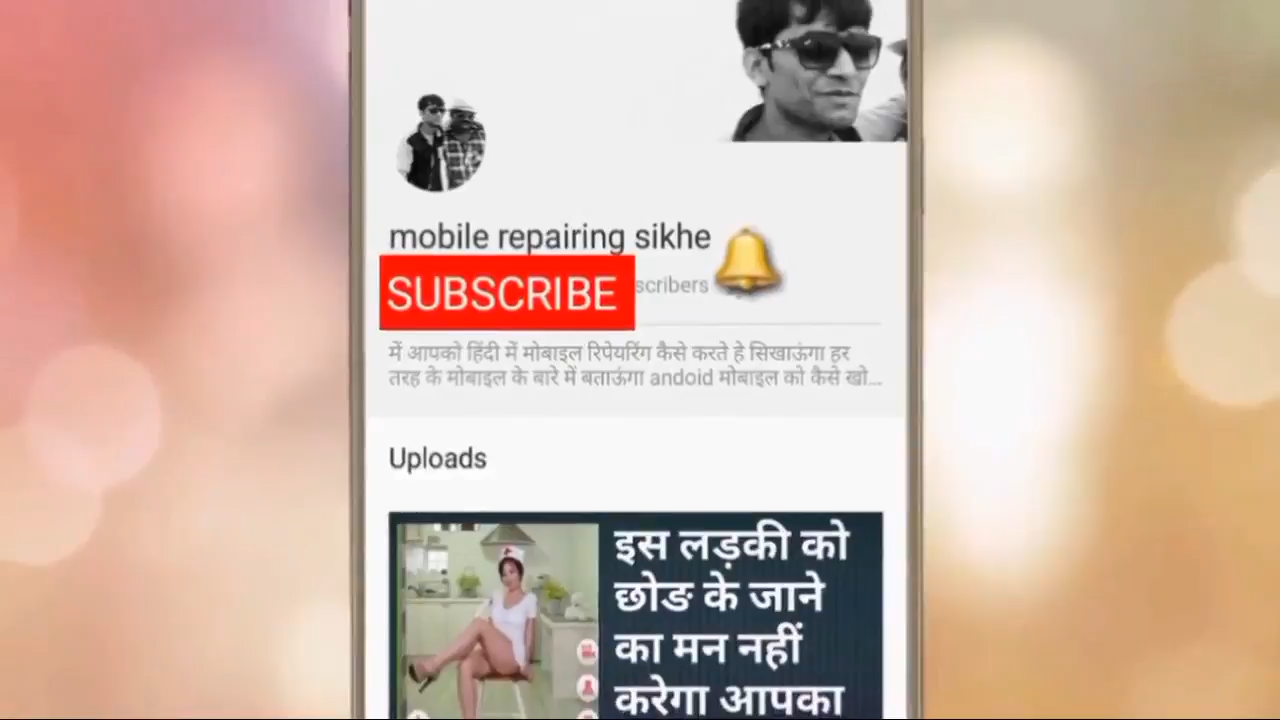 mobile repairing sikhe
SUBSCRIBE scribers
में आपको हिंदी में मोबाइल रिपेयरिंग कैसे करते हे सिखाऊंगा हर
तरह के मोबाइल के बारे में बताऊंगा andoid मोबाइल को कैसे खो...
Uploads
इस लड़की को
छोङ के जाने
का मन नहीं
करेगा आपका